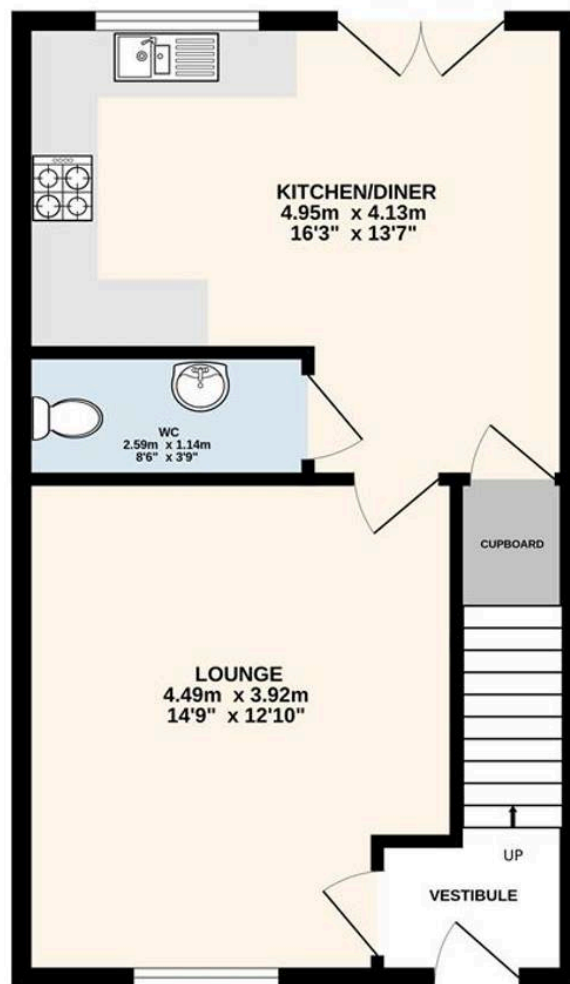 KITCHEN/DINER
4.95m x 4.13m
16'3" x 13'7"
WC
2.59m x 1.14m
8'6" x 3'9"
CUPBOARD
LOUNGE
4.49m x 3.92m
14'9" x 12'10"
UP
VESTIBULE